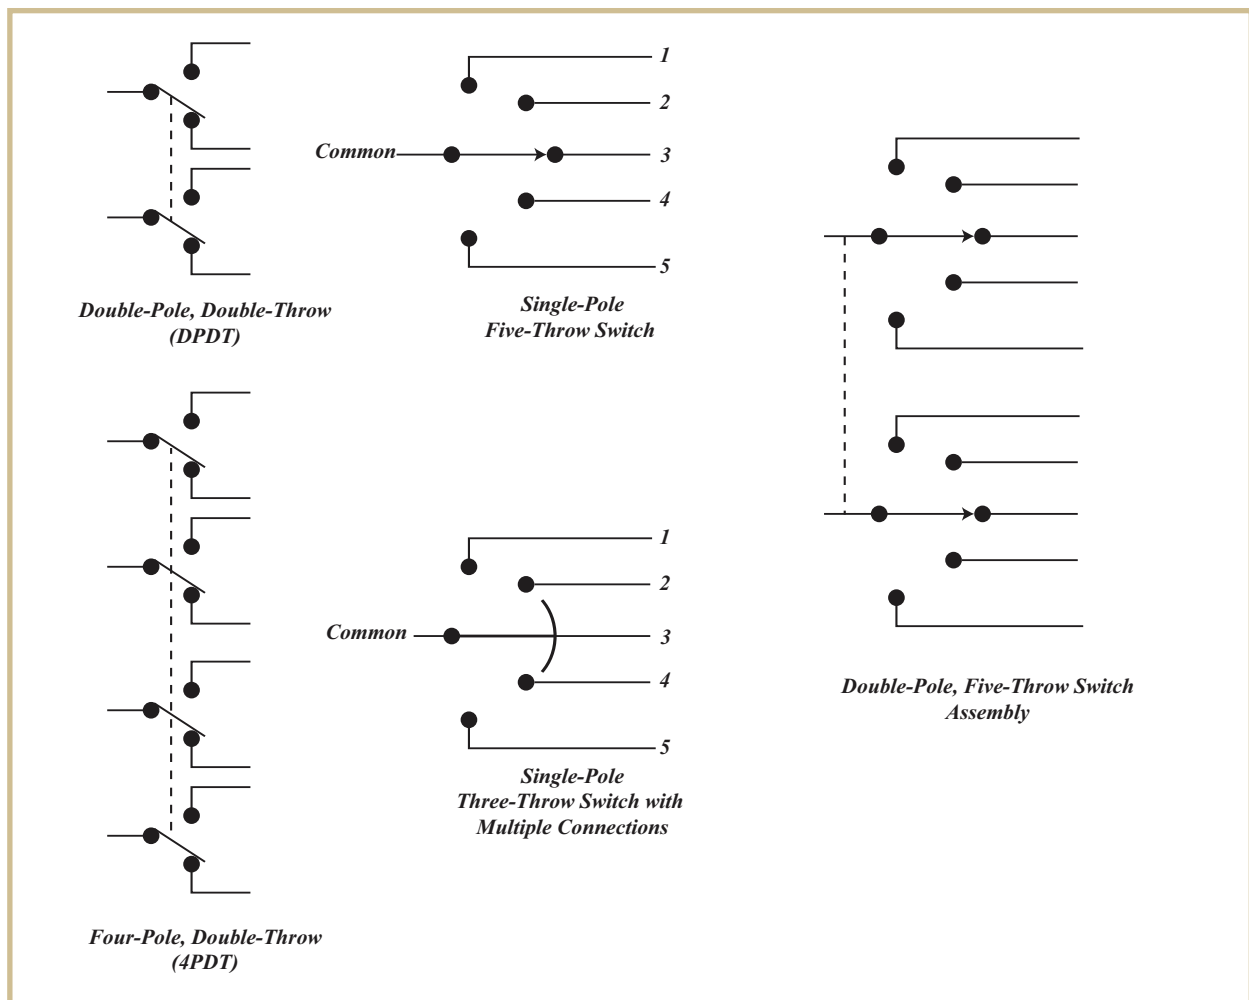 Double-Pole, Double-Throw
(DPDT)
1
2
Common
3
4
5
Single-Pole
Five-Throw Switch
Four-Pole, Double-Throw
(4PDT)
1
2
Common
3
4
5
Single-Pole
Three-Throw Switch with
Multiple Connections
Double-Pole, Five-Throw Switch
Assembly